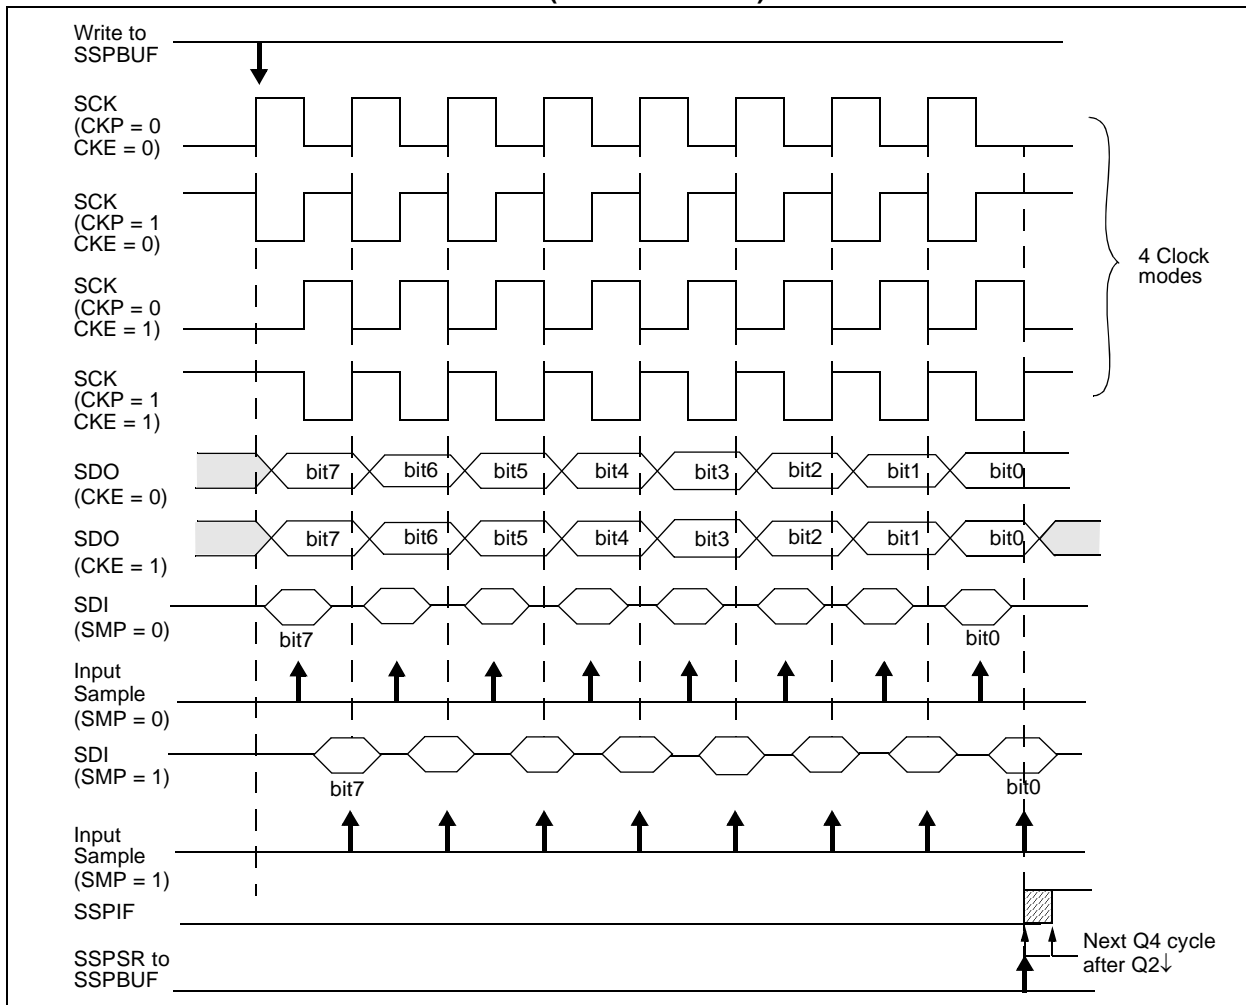 Write to
SSPBUF
SCK
(CKP = 0
CKE = 0)
SCK
(CKP = 1
CKE = 0)
4 Clock
modes
SCK
(CKP = 0
CKE = 1)
SCK
(CKP = 1
CKE = 1)
SDO
(CKE = 0)
bit7 bit6 bit5 bit4 bit3 bit2 bit1 bit0
SDO
(CKE = 1)
bit7 bit6 bit5 bit4 bit3 bit2 bit1 bit0
SDI
(SMP = 0)
bit7 bit0
Input
Sample
(SMP = 0)
SDI
(SMP = 1)
bit7 bit0
Input
Sample
(SMP = 1)
SSPIF
Next Q4 cycle
after Q2↓
SSPSR to
SSPBUF